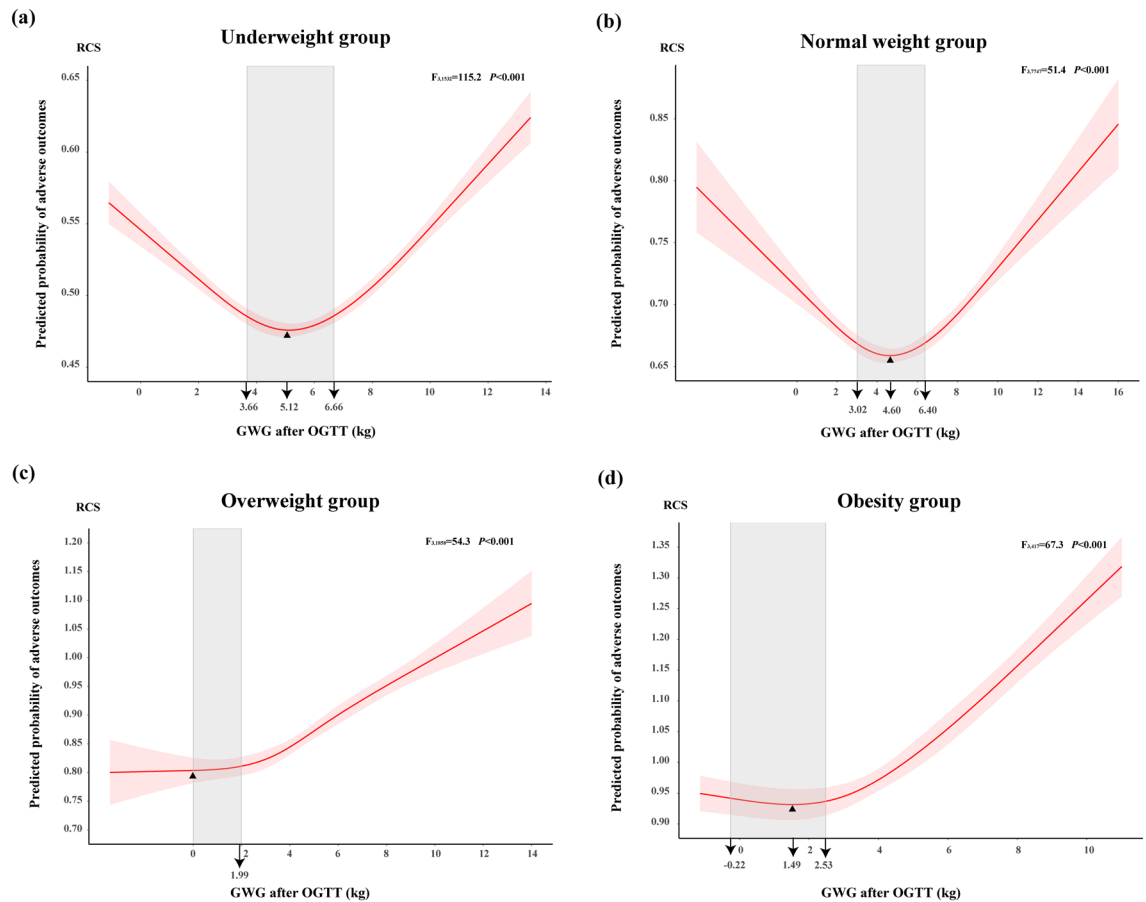 (a)
Underweight group
RCS
F3,1532=115.2 P<0.001
Predicted probability of adverse outcomes
0.65
0.60
0.55
0.50
0.45
0 2 4 6 8 10 12 14
3.66 5.12 6.66
GWG after OGTT (kg)
(b)
Normal weight group
RCS
F3,7747=51.4 P<0.001
Predicted probability of adverse outcomes
0.85
0.80
0.75
0.70
0.65
0 2 4 6 8 10 12 14 16
3.02 4.60 6.40
GWG after OGTT (kg)
(c)
Overweight group
RCS
F3,1858=54.3 P<0.001
Predicted probability of adverse outcomes
1.20
1.15
1.10
1.05
1.00
0.95
0.90
0.85
0.80
0.75
0.70
0 2 4 6 8 10 12 14
1.99
GWG after OGTT (kg)
(d)
Obesity group
RCS
F3,417=67.3 P<0.001
Predicted probability of adverse outcomes
1.35
1.30
1.25
1.20
1.15
1.10
1.05
1.00
0.95
0.90
0 2 4 6 8 10
-0.22 1.49 2.53
GWG after OGTT (kg)